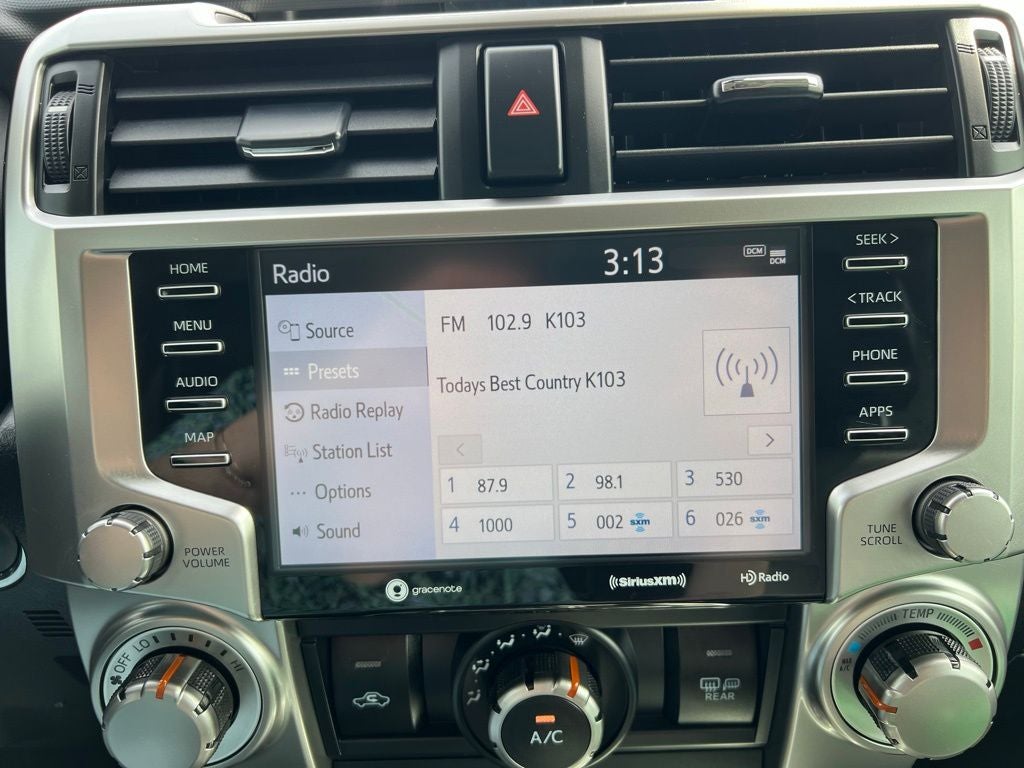 HOME
MENU
AUDIO
MAP
POWER
VOLUME
Radio
3:13
DCM
DCM
Source
Presets
Radio Replay
Station List
Options
Sound
FM 102.9 K103
Todays Best Country K103
<
>
1 87.9
2 98.1
3 530
4 1000
5 002 sxm
6 026 sxm
gracenote
((SiriusXM))
HD Radio
SEEK >
< TRACK
PHONE
APPS
TUNE
SCROLL
OFF LO HI
A/C
REAR
TEMP
MAX A/C